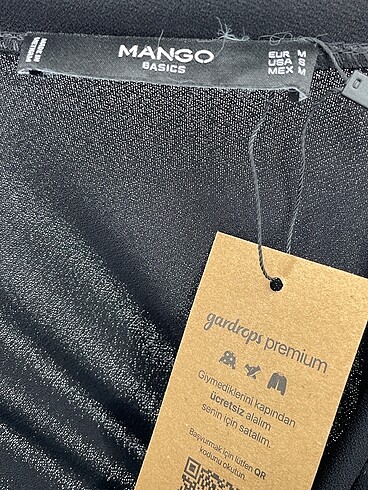 MANGO
BASICS
EUR M
USA S
MEX M
gardrops premium
Giymediklerini kapından
ücretsiz alalım
senin için satalım.
Başvurmak için lütfen QR
kodunu okutun.